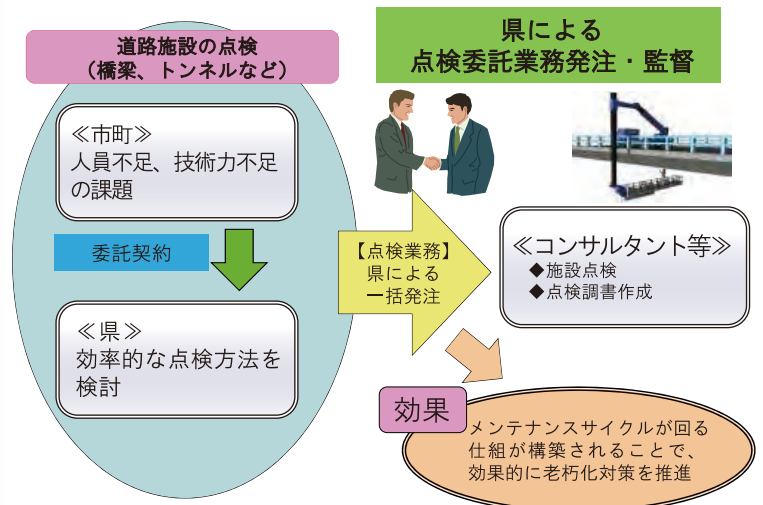 道路施設の点検
（橋梁、トンネルなど）
≪市町≫
人員不足、技術力不足
の課題
委託契約
≪県≫
効率的な点検方法を
検討
県による
点検委託業務発注・監督
【点検業務】
県による
一括発注
≪コンサルタント等≫
◆施設点検
◆点検調書作成
効果
メンテナンスサイクルが回る
仕組が構築されることで、
効果的に老朽化対策を推進